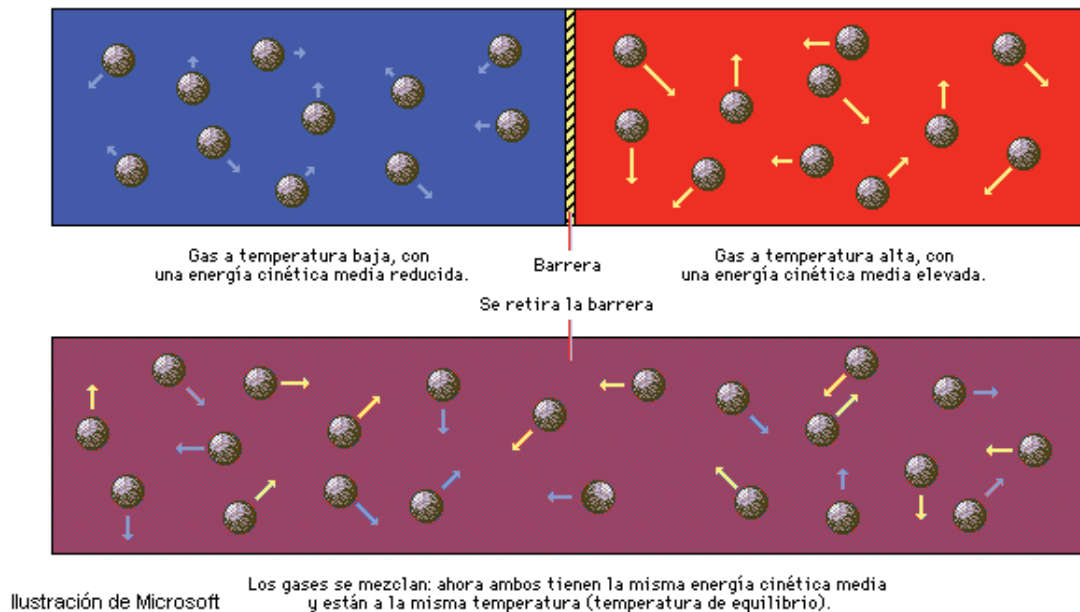 Gas a temperatura baja, con
una energía cinética media reducida.
Barrera
Gas a temperatura alta, con
una energía cinética media elevada.
Se retira la barrera
Los gases se mezclan: ahora ambos tienen la misma energía cinética media
y están a la misma temperatura (temperatura de equilibrio).
Ilustración de Microsoft